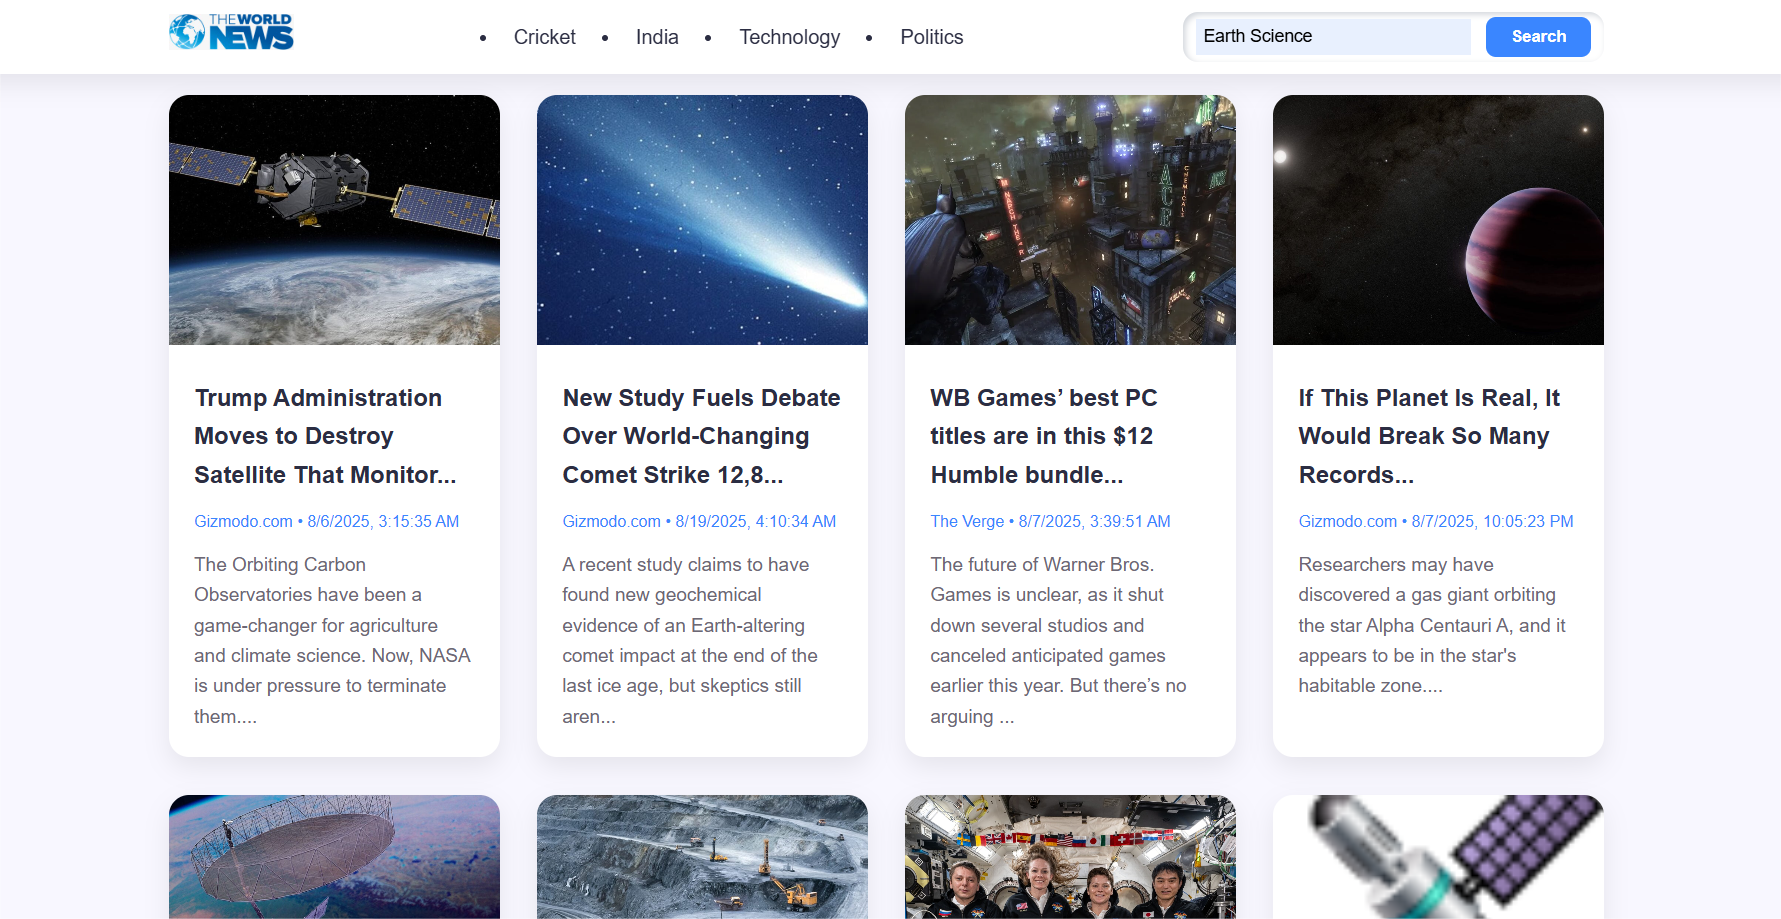 THE WORLD
NEWS
Cricket
India
Technology
Politics
Earth Science
Search
Trump Administration
Moves to Destroy
Satellite That Monitor...
Gizmodo.com • 8/6/2025, 3:15:35 AM
The Orbiting Carbon
Observatories have been a
game-changer for agriculture
and climate science. Now, NASA
is under pressure to terminate
them....
New Study Fuels Debate
Over World-Changing
Comet Strike 12,8...
Gizmodo.com • 8/19/2025, 4:10:34 AM
A recent study claims to have
found new geochemical
evidence of an Earth-altering
comet impact at the end of the
last ice age, but skeptics still
aren...
ACE
CHEMICALS
WB Games’ best PC
titles are in this $12
Humble bundle...
The Verge • 8/7/2025, 3:39:51 AM
The future of Warner Bros.
Games is unclear, as it shut
down several studios and
canceled anticipated games
earlier this year. But there’s no
arguing ...
If This Planet Is Real, It
Would Break So Many
Records...
Gizmodo.com • 8/7/2025, 10:05:23 PM
Researchers may have
discovered a gas giant orbiting
the star Alpha Centauri A, and it
appears to be in the star's
habitable zone....